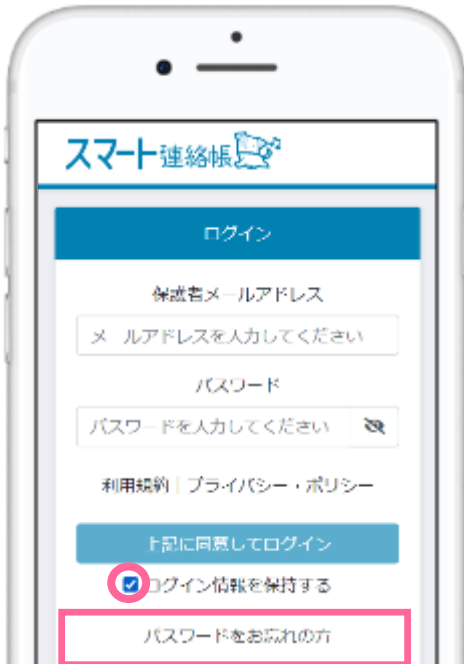 スマート連絡帳
ログイン
保護者メールアドレス
メールアドレスを入力してください
パスワード
パスワードを入力してください
利用規約 | プライバシー・ポリシー
上記に同意してログイン
ログイン情報を保持する
パスワードをお忘れの方